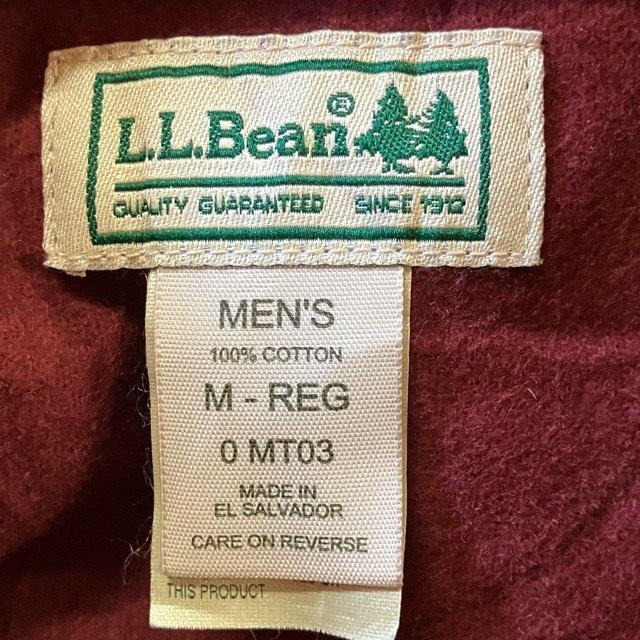 L.L.Bean®
QUALITY GUARANTEED SINCE 1912
MEN'S
100% COTTON
M - REG
0 MT03
MADE IN
EL SALVADOR
CARE ON REVERSE
THIS PRODUCT